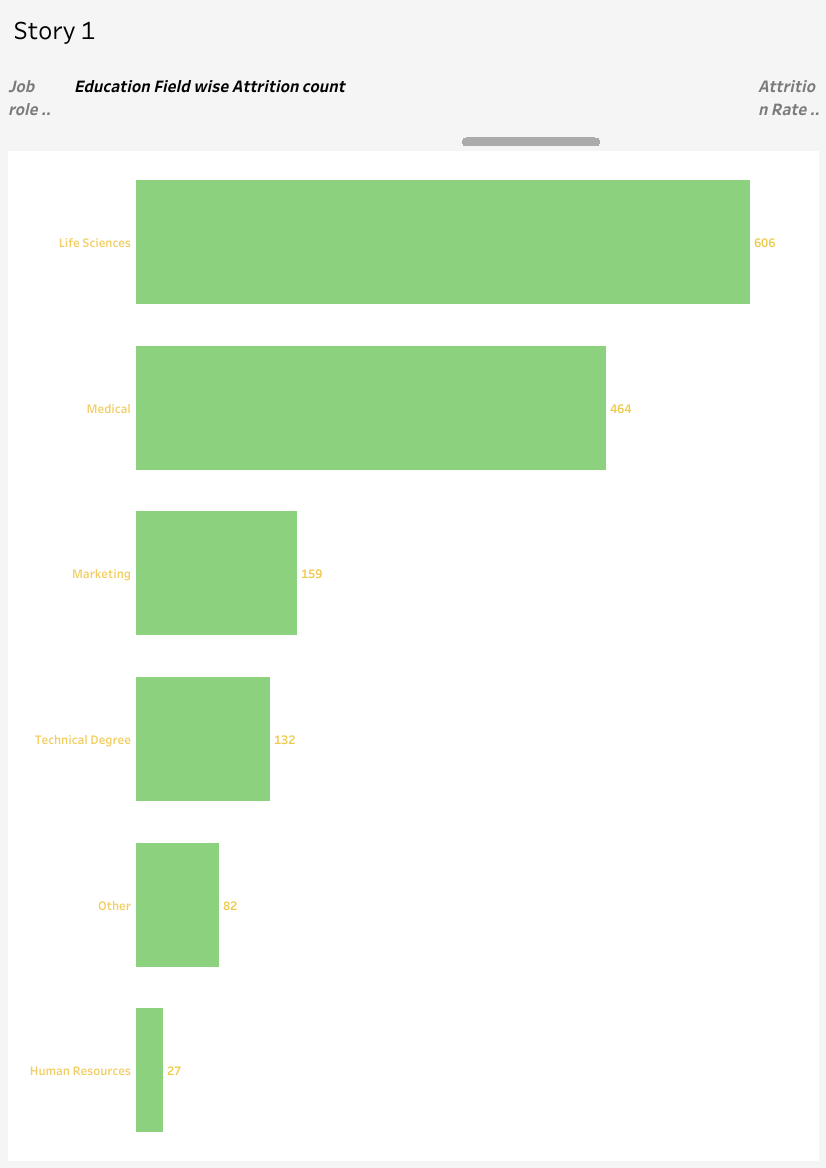 Story 1
Job
role ..
Education Field wise Attrition count
Attritio
n Rate ..
Life Sciences 606
Medical 464
Marketing 159
Technical Degree 132
Other 82
Human Resources 27